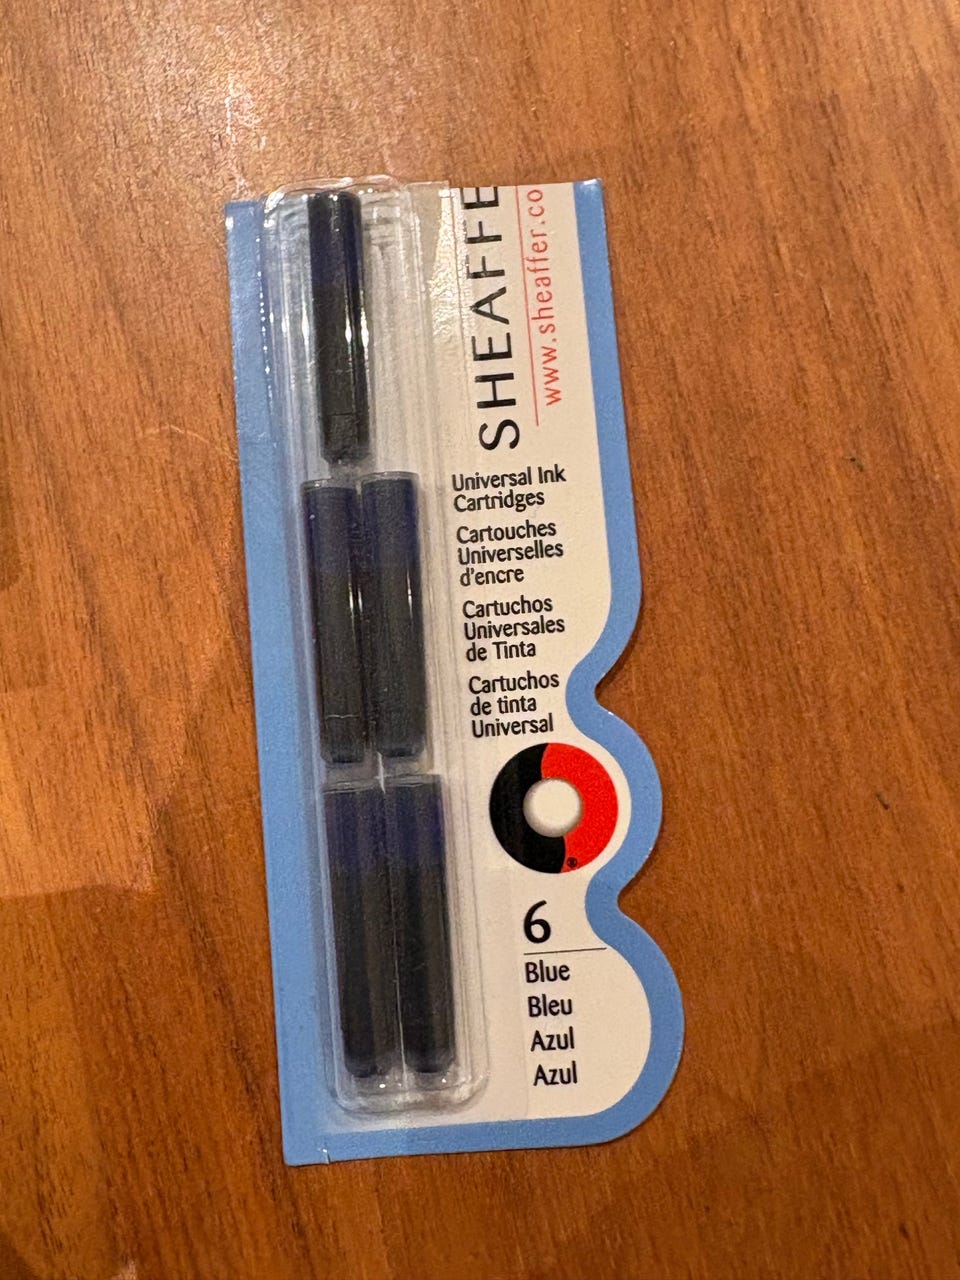 SHEAFFE
www.sheaffer.co
Universal Ink
Cartridges
Cartouches
Universelles
d'encre
Cartuchos
Universales
de Tinta
Cartuchos
de tinta
Universal
®
6
Blue
Bleu
Azul
Azul